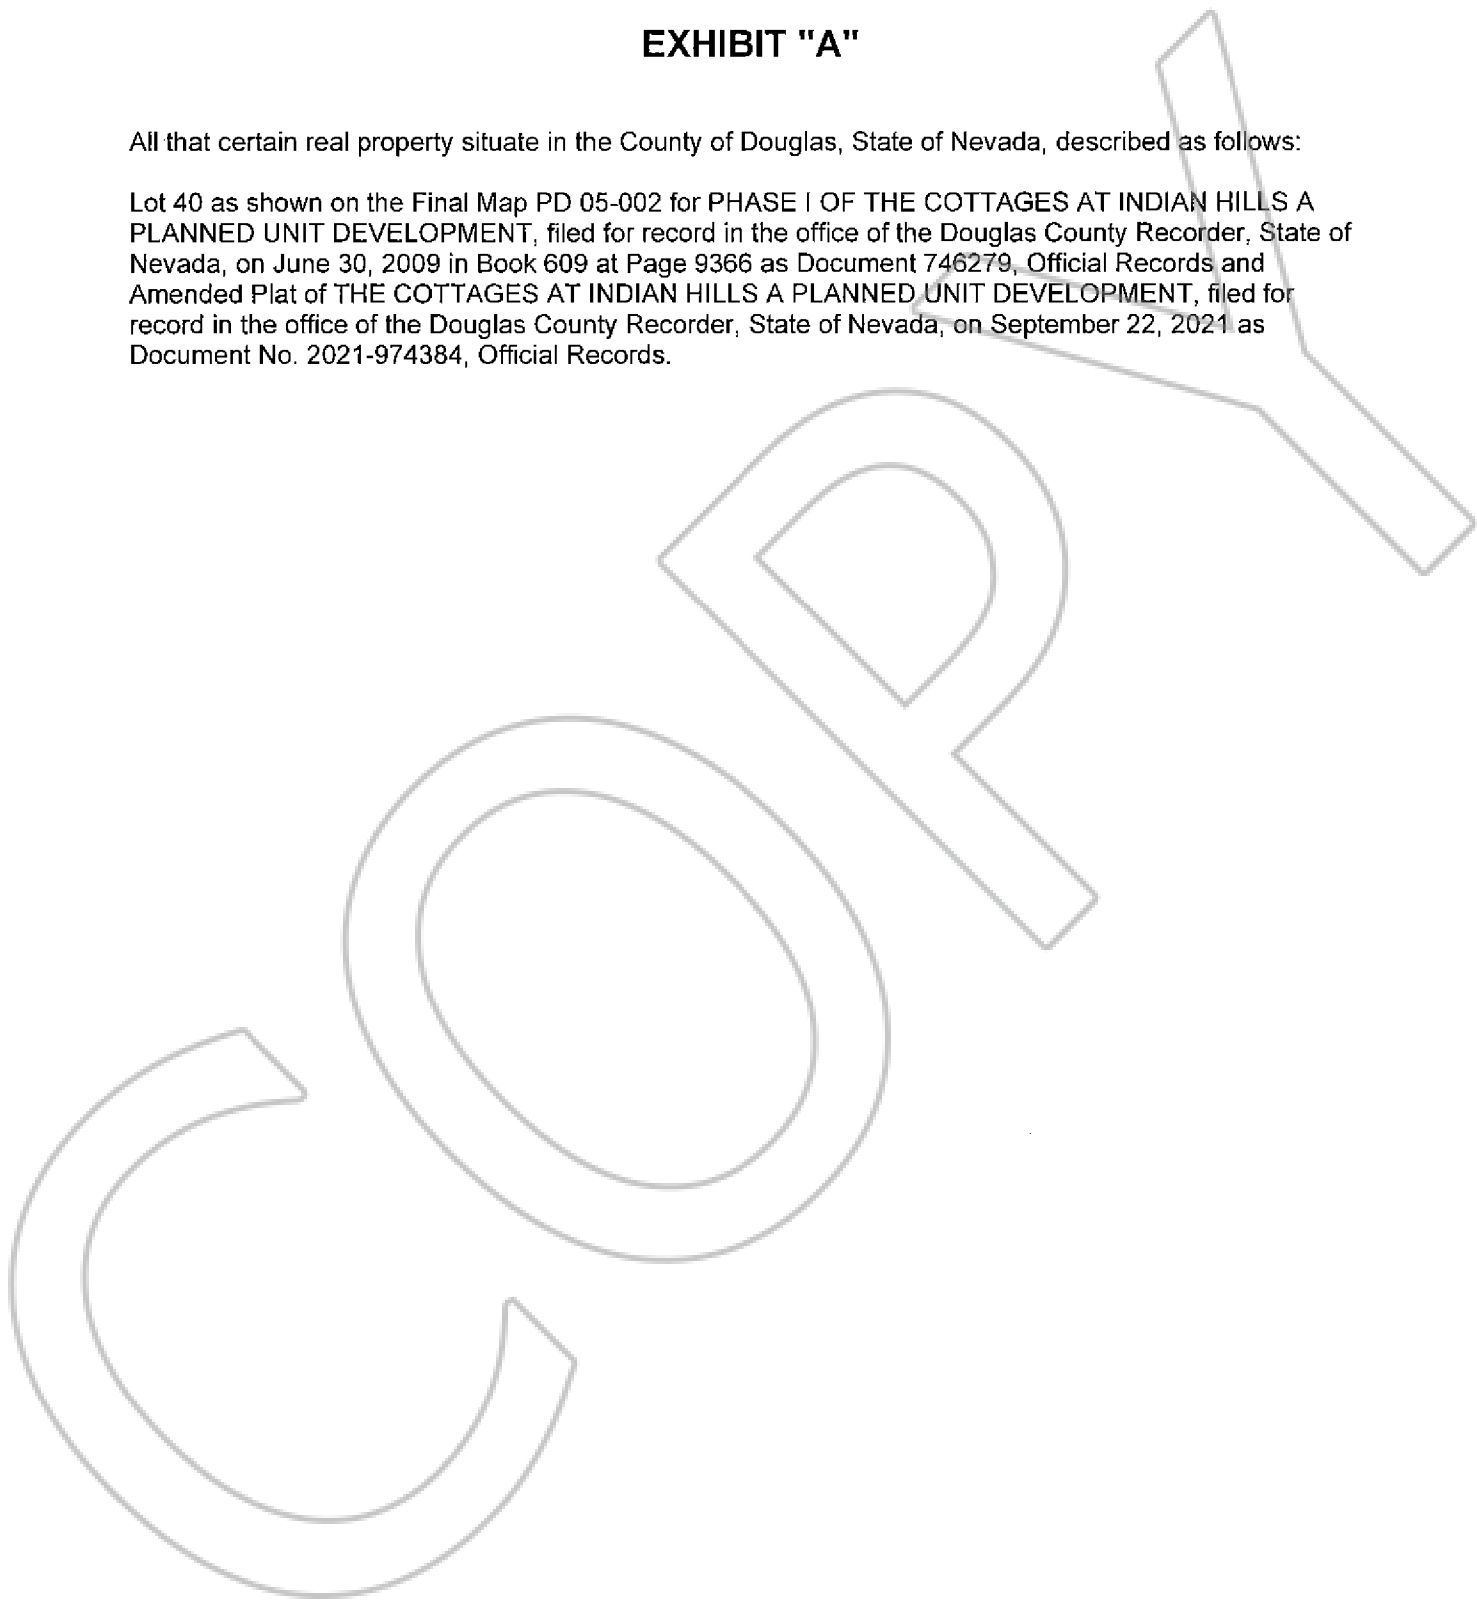 EXHIBIT "A"
All that certain real property situate in the County of Douglas, State of Nevada, described as follows:
Lot 40 as shown on the Final Map PD 05-002 for PHASE I OF THE COTTAGES AT INDIAN HILLS A
PLANNED UNIT DEVELOPMENT, filed for record in the office of the Douglas County Recorder, State of
Nevada, on June 30, 2009 in Book 609 at Page 9366 as Document 746279, Official Records and
Amended Plat of THE COTTAGES AT INDIAN HILLS A PLANNED UNIT DEVELOPMENT, filed for
record in the office of the Douglas County Recorder, State of Nevada, on September 22, 2021 as
Document No. 2021-974384, Official Records.
COPY